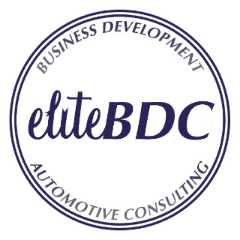 BUSINESS DEVELOPMENT
eliteBDC
AUTOMOTIVE CONSULTING